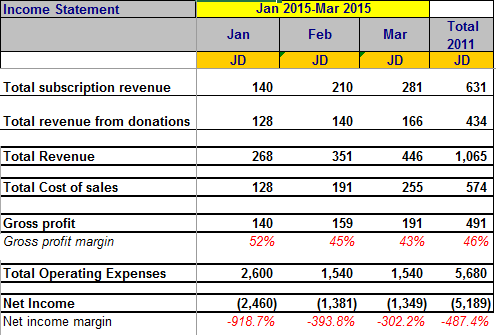 Income Statement Jan 2015-Mar 2015
Jan Feb Mar Total 2011
JD JD JD JD
Total subscription revenue 140 210 281 631
Total revenue from donations 128 140 166 434
Total Revenue 268 351 446 1,065
Total Cost of sales 128 191 255 574
Gross profit 140 159 191 491
Gross profit margin 52% 45% 43% 46%
Total Operating Expenses 2,600 1,540 1,540 5,680
Net Income (2,460) (1,381) (1,349) (5,189)
Net income margin -918.7% -393.8% -302.2% -487.4%